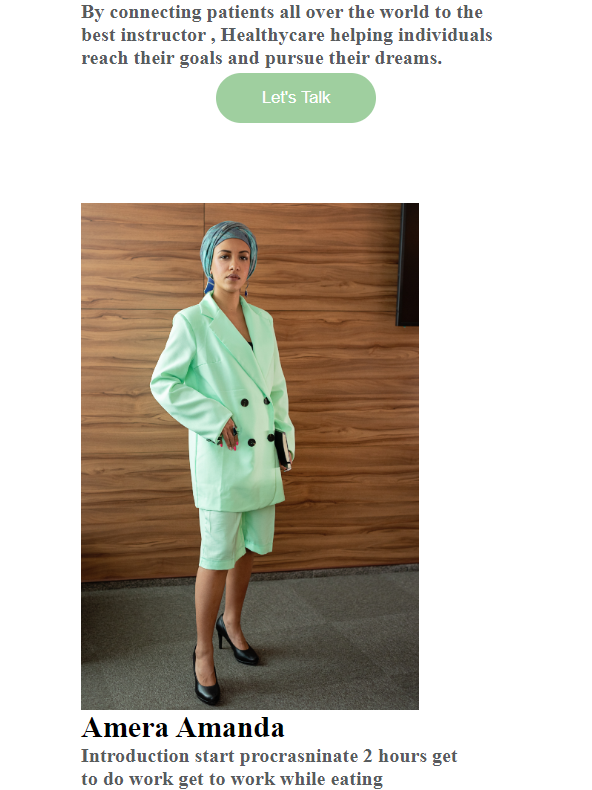 By connecting patients all over the world to the
best instructor , Healthycare helping individuals
reach their goals and pursue their dreams.
Let's Talk
Amera Amanda
Introduction start procrasninate 2 hours get
to do work get to work while eating